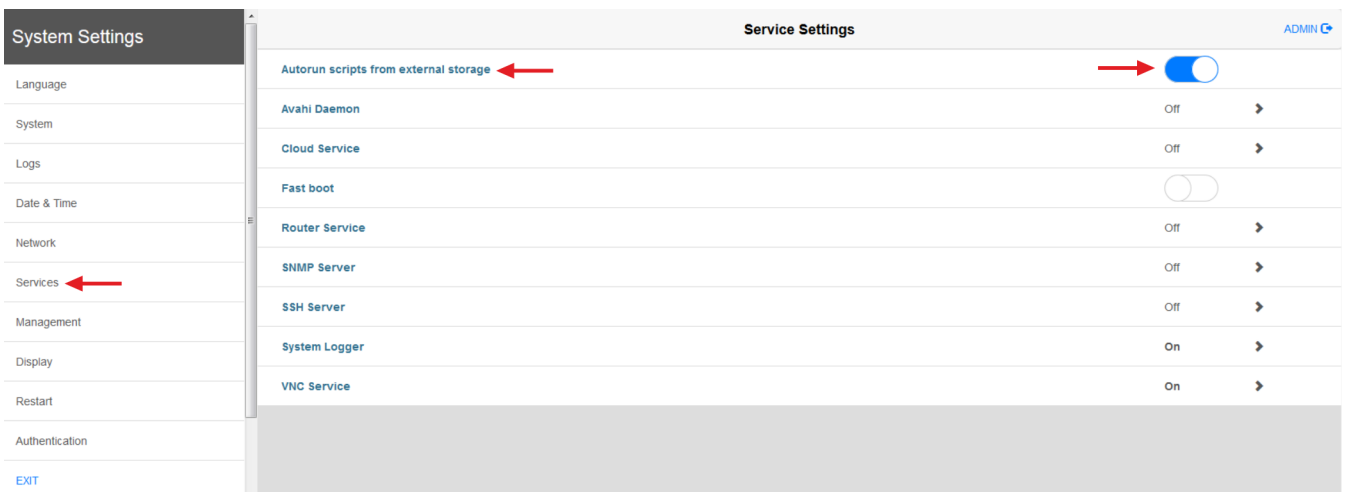 System Settings
Language
System
Logs
Date & Time
Network
Services
Management
Display
Restart
Authentication
EXIT
Service Settings
ADMIN
Autorun scripts from external storage
Avahi Daemon Off
Cloud Service Off
Fast boot
Router Service Off
SNMP Server Off
SSH Server Off
System Logger On
VNC Service On